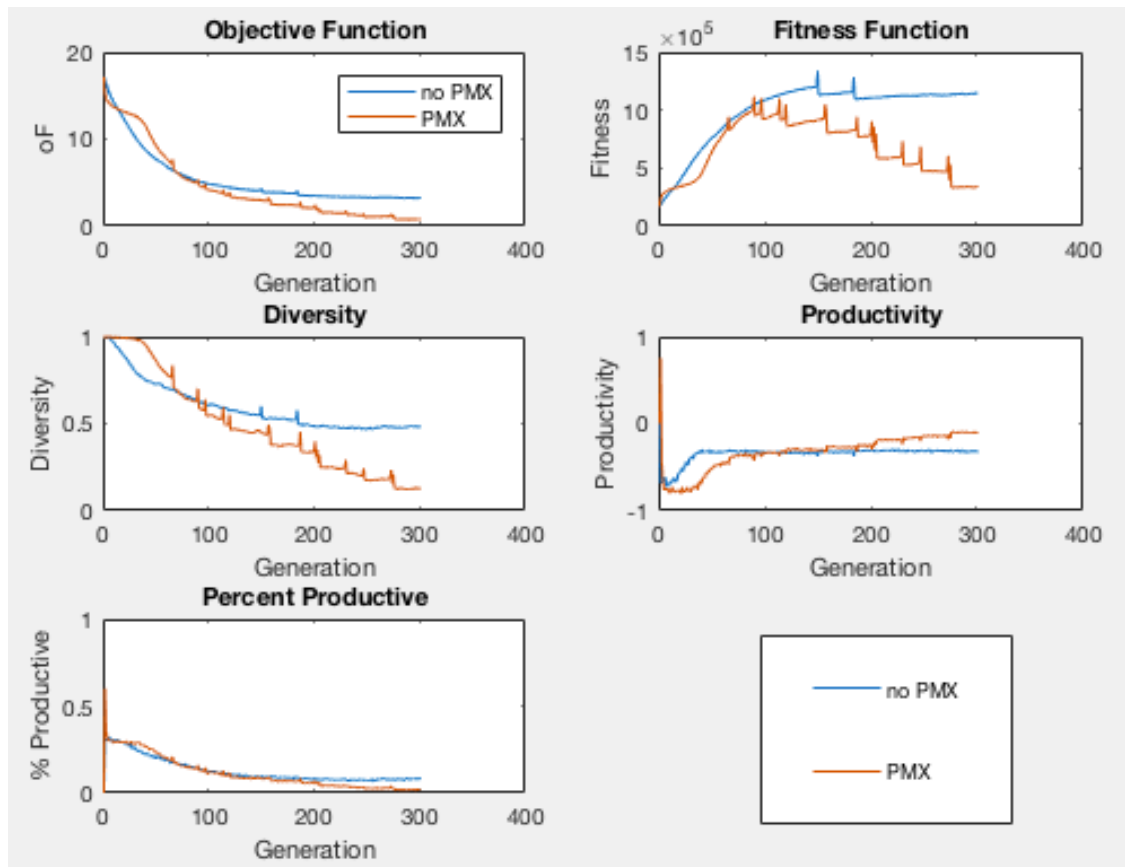 Objective Function
20
10
0
oF
0 100 200 300 400
Generation
no PMX
PMX
Fitness Function
×10^5
15
10
5
0
Fitness
0 100 200 300 400
Generation
Diversity
1
0.5
0
Diversity
0 100 200 300 400
Generation
Productivity
1
0
-1
Productivity
0 100 200 300 400
Generation
Percent Productive
1
0.5
0
% Productive
0 100 200 300 400
Generation
no PMX
PMX